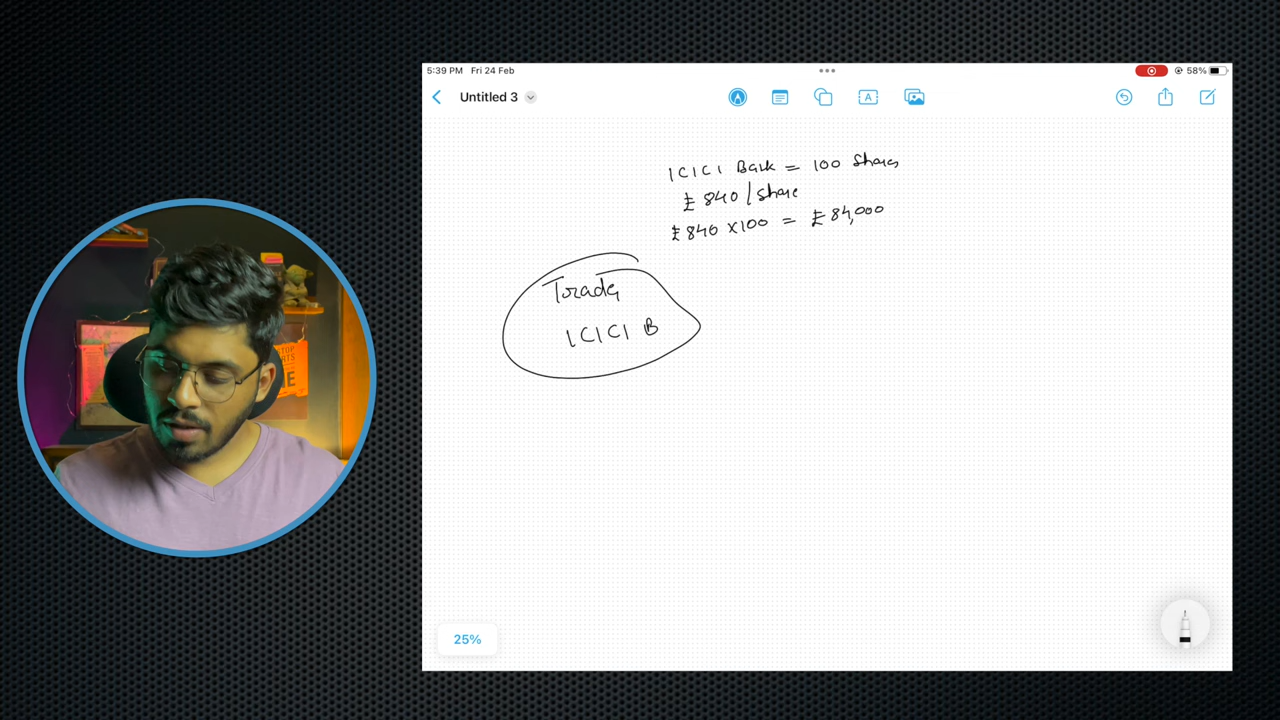 5:39 PM Fri 24 Feb
58%
Untitled 3
A
ICICI Bank = 100 Shares
₹ 840 / Share
₹ 840 x 100 = ₹ 84,000
Trader
ICICI B
25%